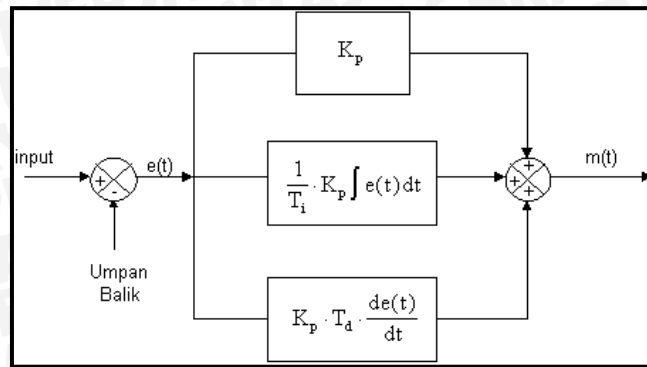 K_p
input
e(t)
1/T_i · K_p ∫ e(t) dt
m(t)
+
-
+
+
+
Umpan
Balik
K_p · T_d · de(t)/dt